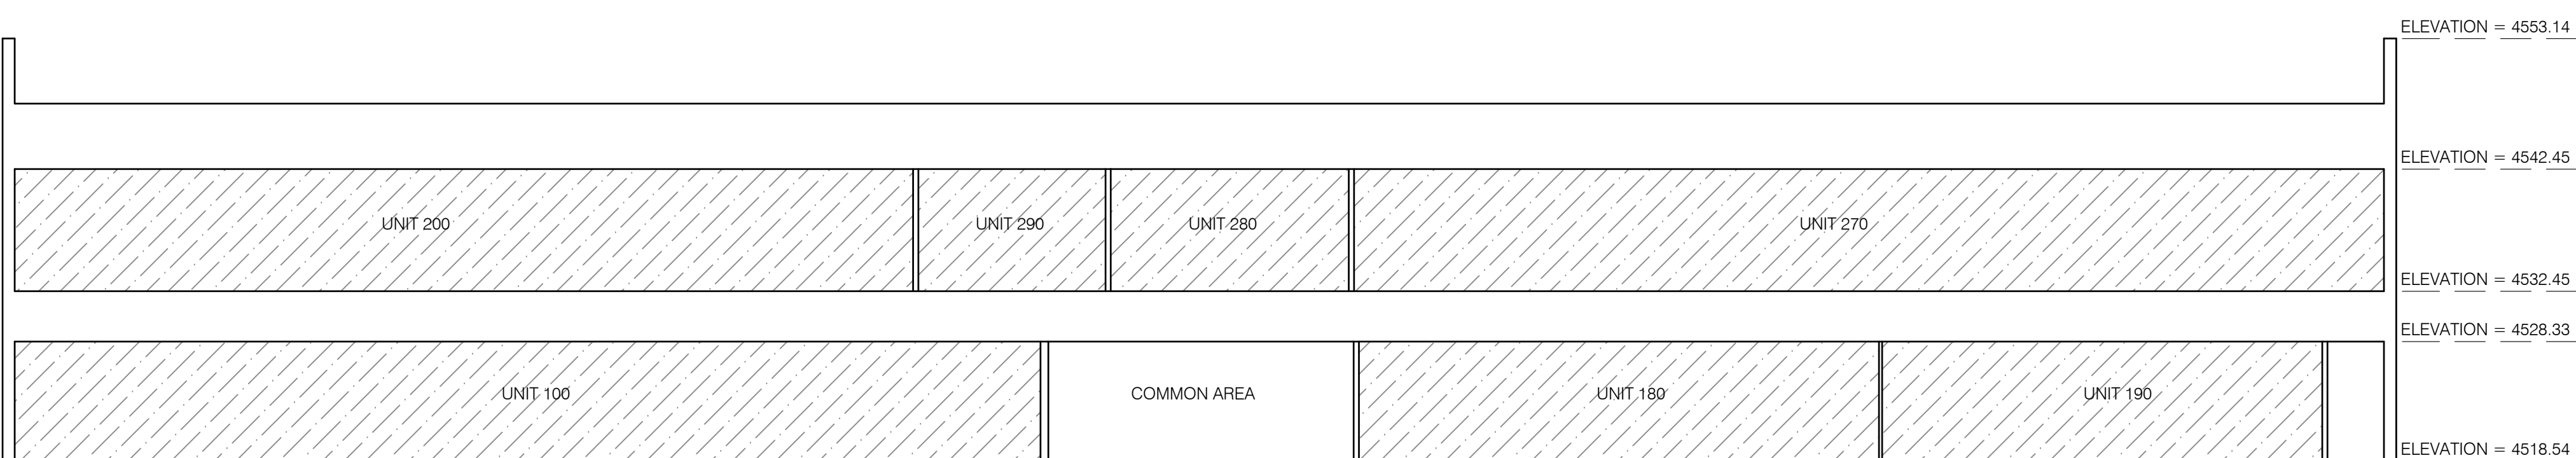 ELEVATION = 4553.14
ELEVATION = 4542.45
UNIT 200
UNIT 290
UNIT 280
UNIT 270
ELEVATION = 4532.45
ELEVATION = 4528.33
UNIT 100
COMMON AREA
UNIT 180
UNIT 190
ELEVATION = 4518.54